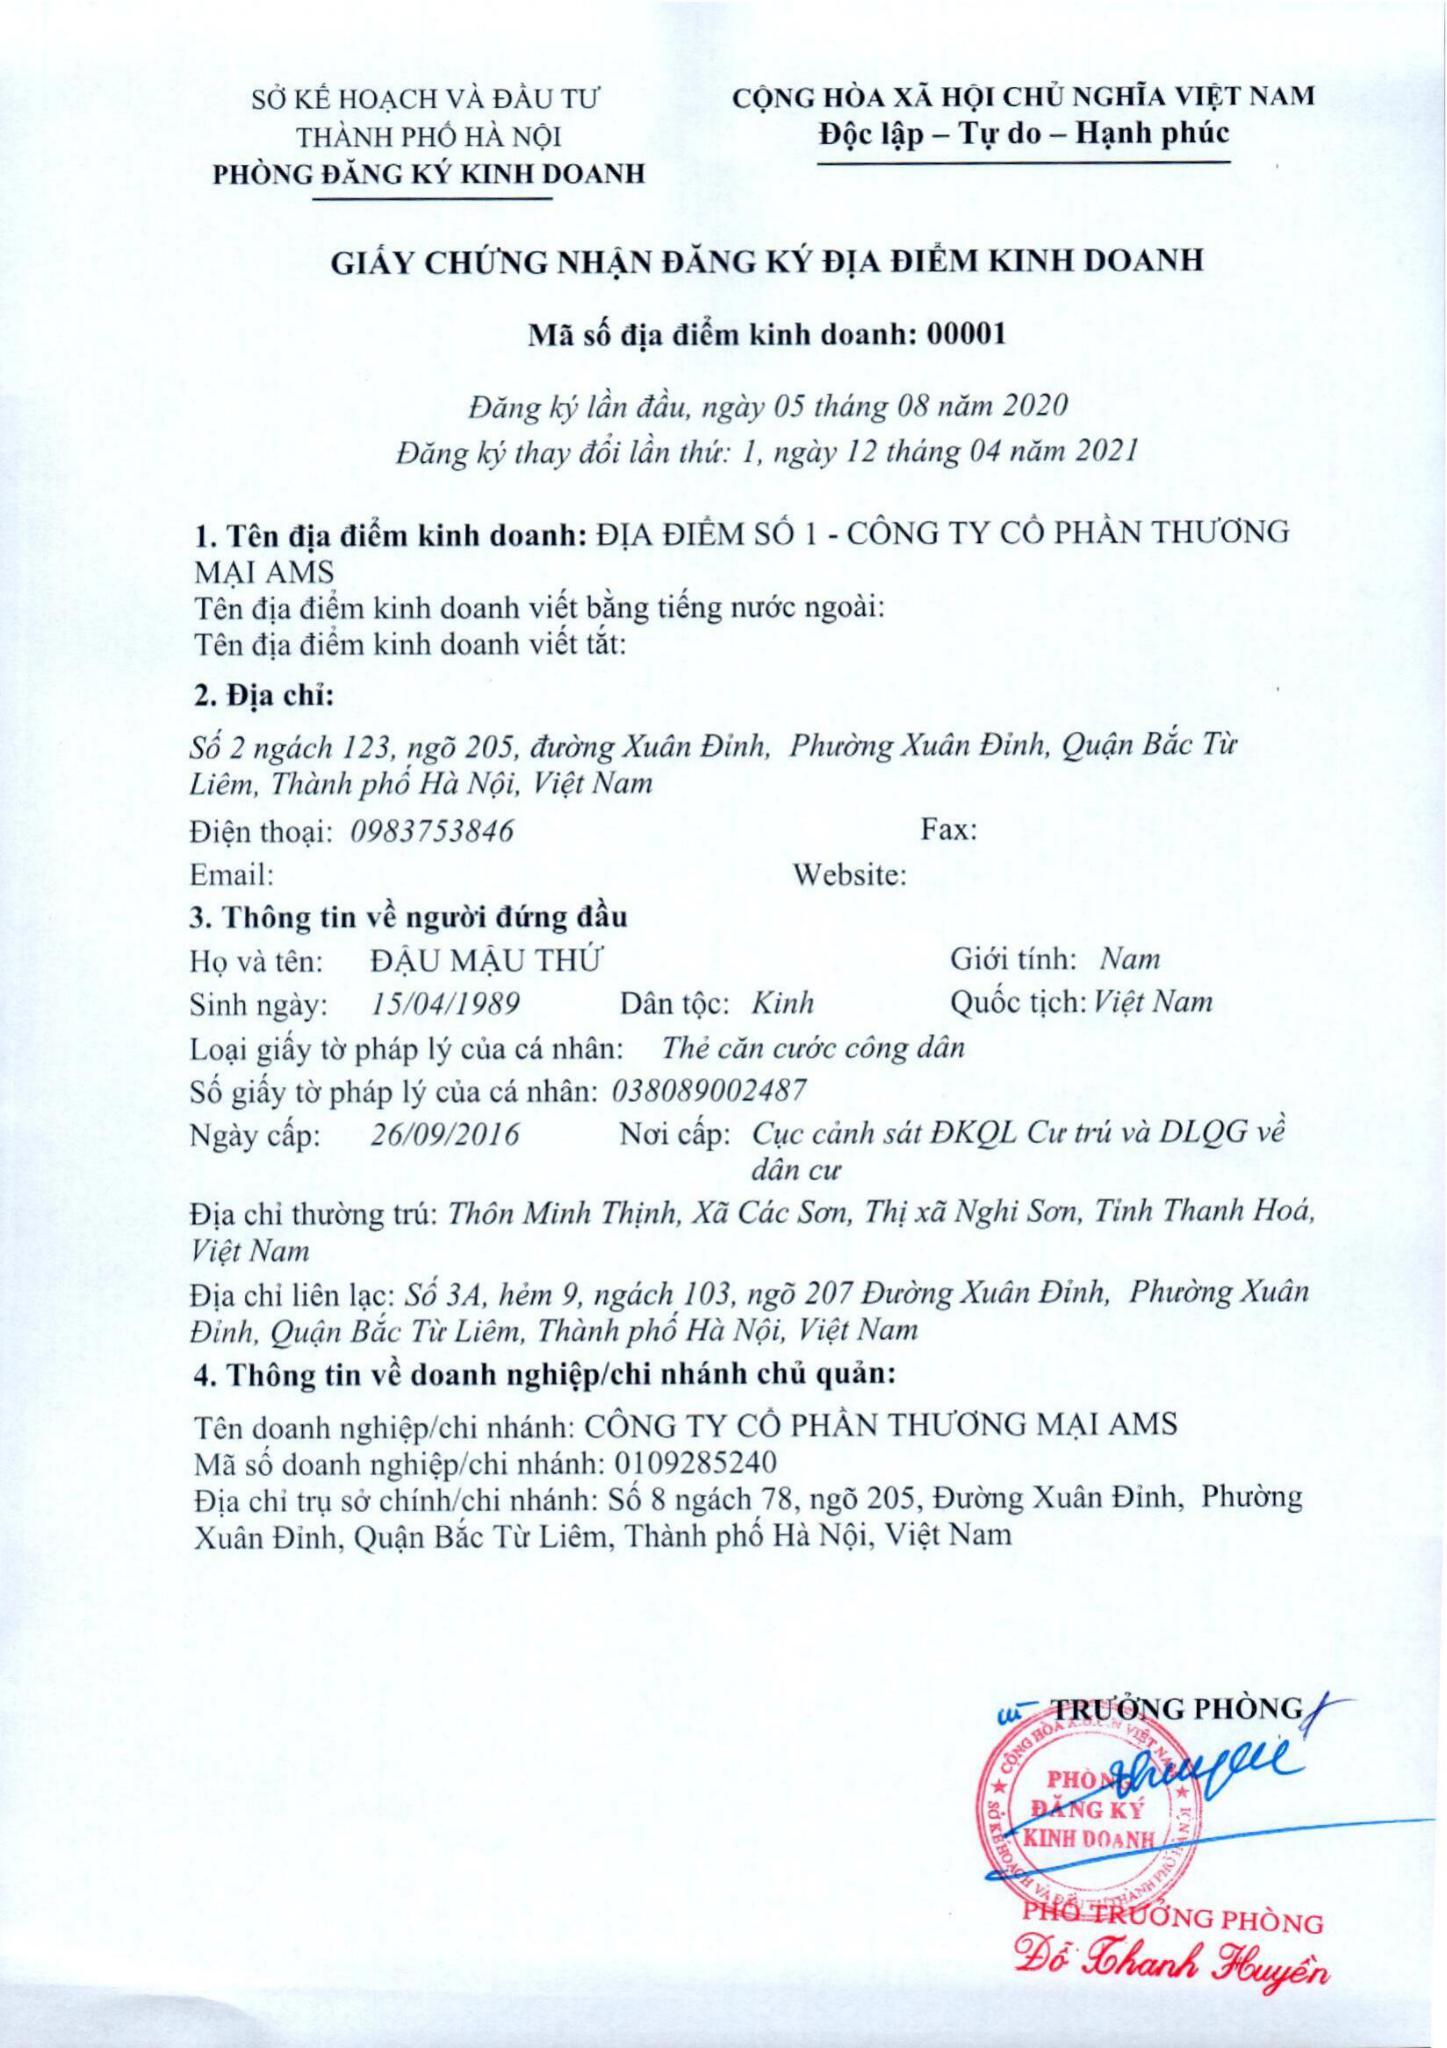 SỞ KẾ HOẠCH VÀ ĐẦU TƯ
THÀNH PHỐ HÀ NỘI
PHÒNG ĐĂNG KÝ KINH DOANH
CỘNG HÒA XÃ HỘI CHỦ NGHĨA VIỆT NAM
Độc lập – Tự do – Hạnh phúc
GIẤY CHỨNG NHẬN ĐĂNG KÝ ĐỊA ĐIỂM KINH DOANH
Mã số địa điểm kinh doanh: 00001
Đăng ký lần đầu, ngày 05 tháng 08 năm 2020
Đăng ký thay đổi lần thứ: 1, ngày 12 tháng 04 năm 2021
1. Tên địa điểm kinh doanh: ĐỊA ĐIỂM SỐ 1 - CÔNG TY CỔ PHẦN THƯƠNG
MẠI AMS
Tên địa điểm kinh doanh viết bằng tiếng nước ngoài:
Tên địa điểm kinh doanh viết tắt:
2. Địa chỉ:
Số 2 ngách 123, ngõ 205, đường Xuân Đỉnh, Phường Xuân Đỉnh, Quận Bắc Từ
Liêm, Thành phố Hà Nội, Việt Nam
Điện thoại: 0983753846 Fax:
Email: Website:
3. Thông tin về người đứng đầu
Họ và tên: ĐẬU MẬU THỨ Giới tính: Nam
Sinh ngày: 15/04/1989 Dân tộc: Kinh Quốc tịch: Việt Nam
Loại giấy tờ pháp lý của cá nhân: Thẻ căn cước công dân
Số giấy tờ pháp lý của cá nhân: 038089002487
Ngày cấp: 26/09/2016 Nơi cấp: Cục cảnh sát ĐKQL Cư trú và DLQG về
dân cư
Địa chỉ thường trú: Thôn Minh Thịnh, Xã Các Sơn, Thị xã Nghi Sơn, Tỉnh Thanh Hoá,
Việt Nam
Địa chỉ liên lạc: Số 3A, hẻm 9, ngách 103, ngõ 207 Đường Xuân Đỉnh, Phường Xuân
Đỉnh, Quận Bắc Từ Liêm, Thành phố Hà Nội, Việt Nam
4. Thông tin về doanh nghiệp/chi nhánh chủ quản:
Tên doanh nghiệp/chi nhánh: CÔNG TY CỔ PHẦN THƯƠNG MẠI AMS
Mã số doanh nghiệp/chi nhánh: 0109285240
Địa chỉ trụ sở chính/chi nhánh: Số 8 ngách 78, ngõ 205, Đường Xuân Đỉnh, Phường
Xuân Đỉnh, Quận Bắc Từ Liêm, Thành phố Hà Nội, Việt Nam
TRƯỞNG PHÒNG
CỘNG HÒA X.H.C.N VIỆT NAM
SỞ KẾ HOẠCH VÀ ĐẦU TƯ THÀNH PHỐ HÀ NỘI
PHÒNG
ĐĂNG KÝ
KINH DOANH
PHÓ TRƯỞNG PHÒNG
Đỗ Thanh Huyền